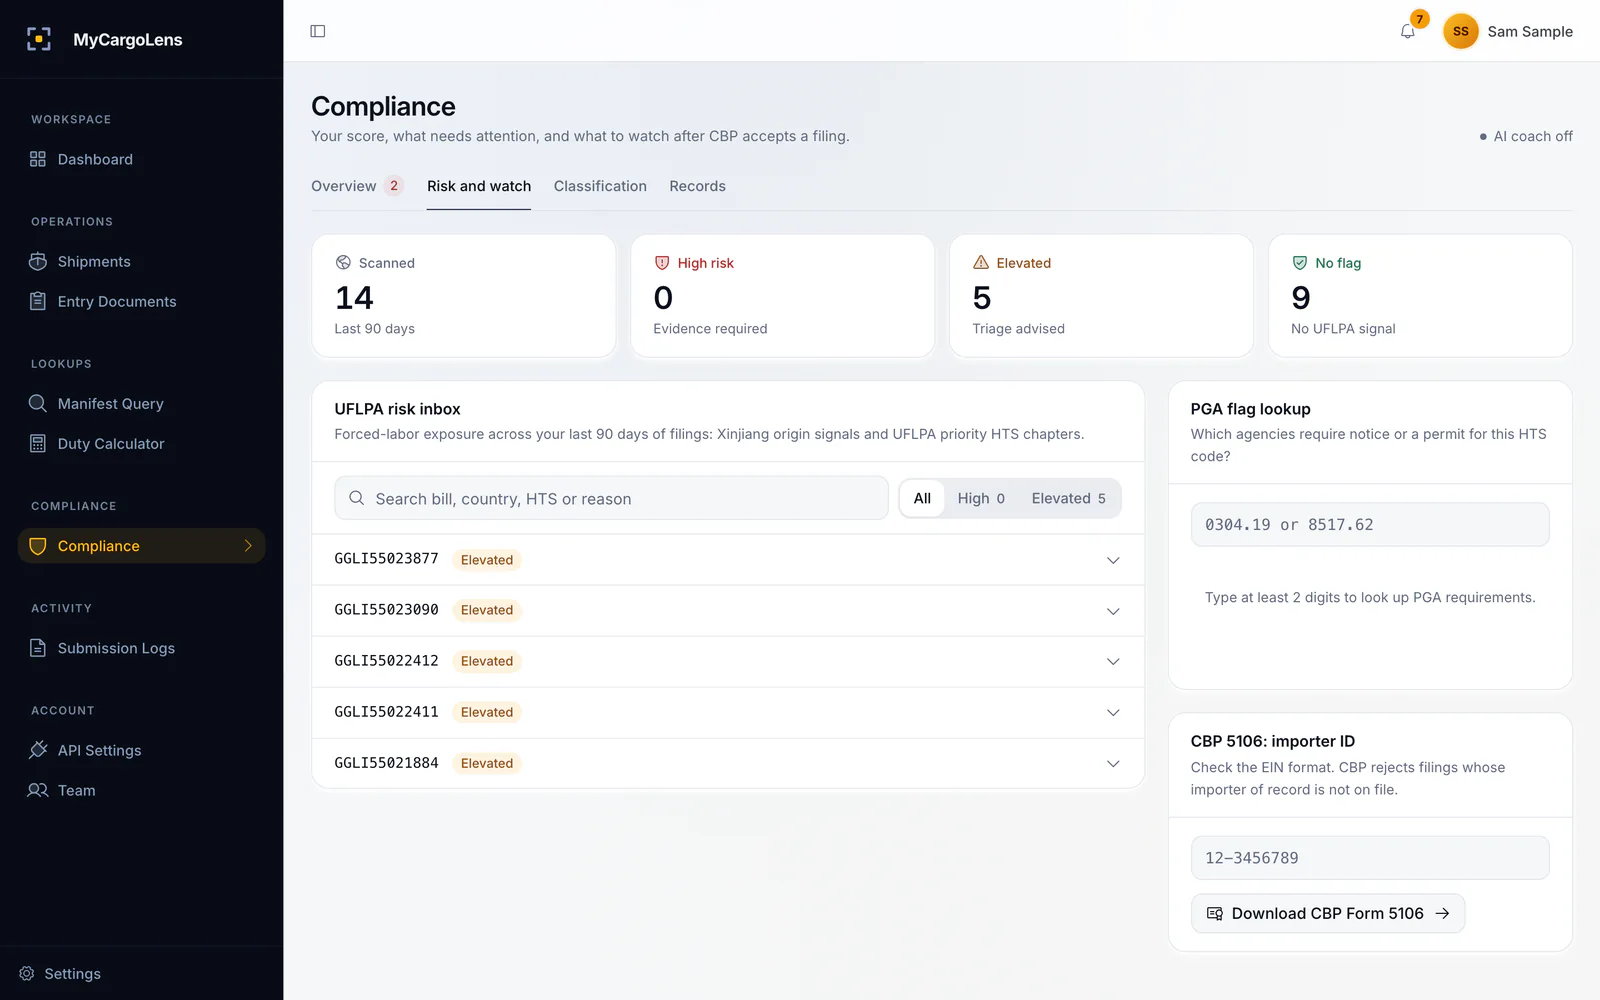 MyCargoLens
WORKSPACE
Dashboard
OPERATIONS
Shipments
Entry Documents
LOOKUPS
Manifest Query
Duty Calculator
COMPLIANCE
Compliance
ACTIVITY
Submission Logs
ACCOUNT
API Settings
Team
Settings
7
SS
Sam Sample
Compliance
Your score, what needs attention, and what to watch after CBP accepts a filing.
AI coach off
Overview 2 Risk and watch Classification Records
Scanned
14
Last 90 days
High risk
0
Evidence required
Elevated
5
Triage advised
No flag
9
No UFLPA signal
UFLPA risk inbox
Forced-labor exposure across your last 90 days of filings: Xinjiang origin signals and UFLPA priority HTS chapters.
Search bill, country, HTS or reason
All High 0 Elevated 5
GGLI55023877 Elevated
GGLI55023090 Elevated
GGLI55022412 Elevated
GGLI55022411 Elevated
GGLI55021884 Elevated
PGA flag lookup
Which agencies require notice or a permit for this HTS
code?
0304.19 or 8517.62
Type at least 2 digits to look up PGA requirements.
CBP 5106: importer ID
Check the EIN format. CBP rejects filings whose
importer of record is not on file.
12-3456789
Download CBP Form 5106